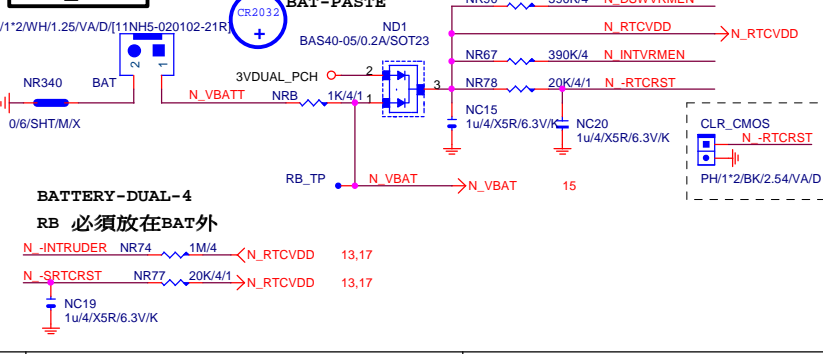 BAT-PASTE
CR2032
+
/1*2/WH/1.25/VA/D/[11NH5-020102-21R]
ND1
BAS40-05/0.2A/SOT23
N_RTCVDD
N_RTCVDD
3VDUAL_PCH
2
1
3
NR67
390K/4
N_INTVRMEN
NR340
BAT
2
1
N_VBATT
NRB
1K/4/1
NR78
20K/4/1
N_-RTCRST
0/6/SHT/M/X
NC15
1u/4/X5R/6.3V/K
NC20
1u/4/X5R/6.3V/K
CLR_CMOS
N_-RTCRST
PH/1*2/BK/2.54/VA/D
RB_TP
N_VBAT
N_VBAT
15
BATTERY-DUAL-4
RB 必須放在BAT外
N_-INTRUDER
NR74
1M/4
N_RTCVDD
13,17
N_-SRTCRST
NR77
20K/4/1
N_RTCVDD
13,17
NC19
1u/4/X5R/6.3V/K